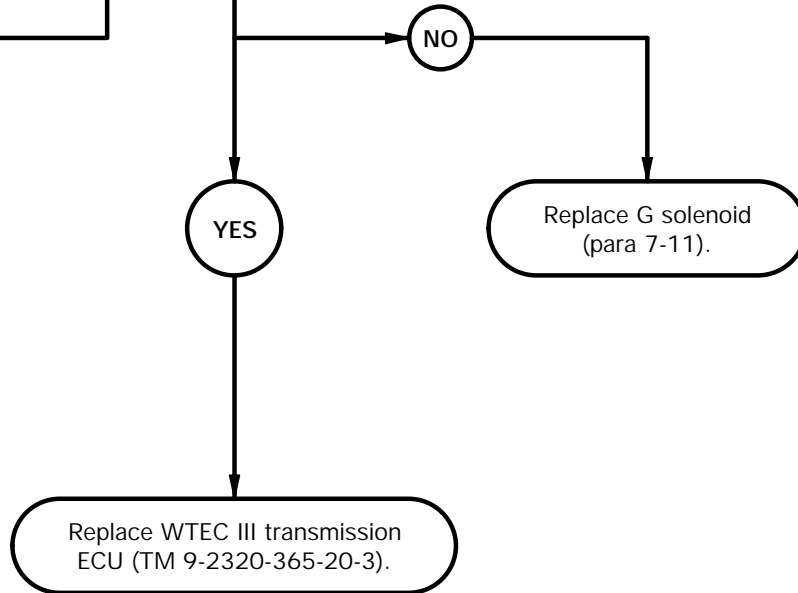 NO
YES
Replace G solenoid
(para 7-11).
Replace WTEC III transmission
ECU (TM 9-2320-365-20-3).